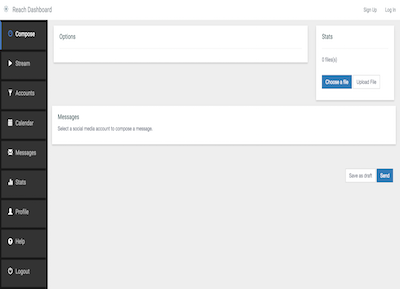 Reach Dashboard
Sign Up
Log In
Compose
Stream
Accounts
Calendar
Messages
Stats
Profile
Help
Logout
Options
Stats
0 file(s)
Choose a file
Upload File
Messages
Select a social media account to compose a message.
Save as draft
Send